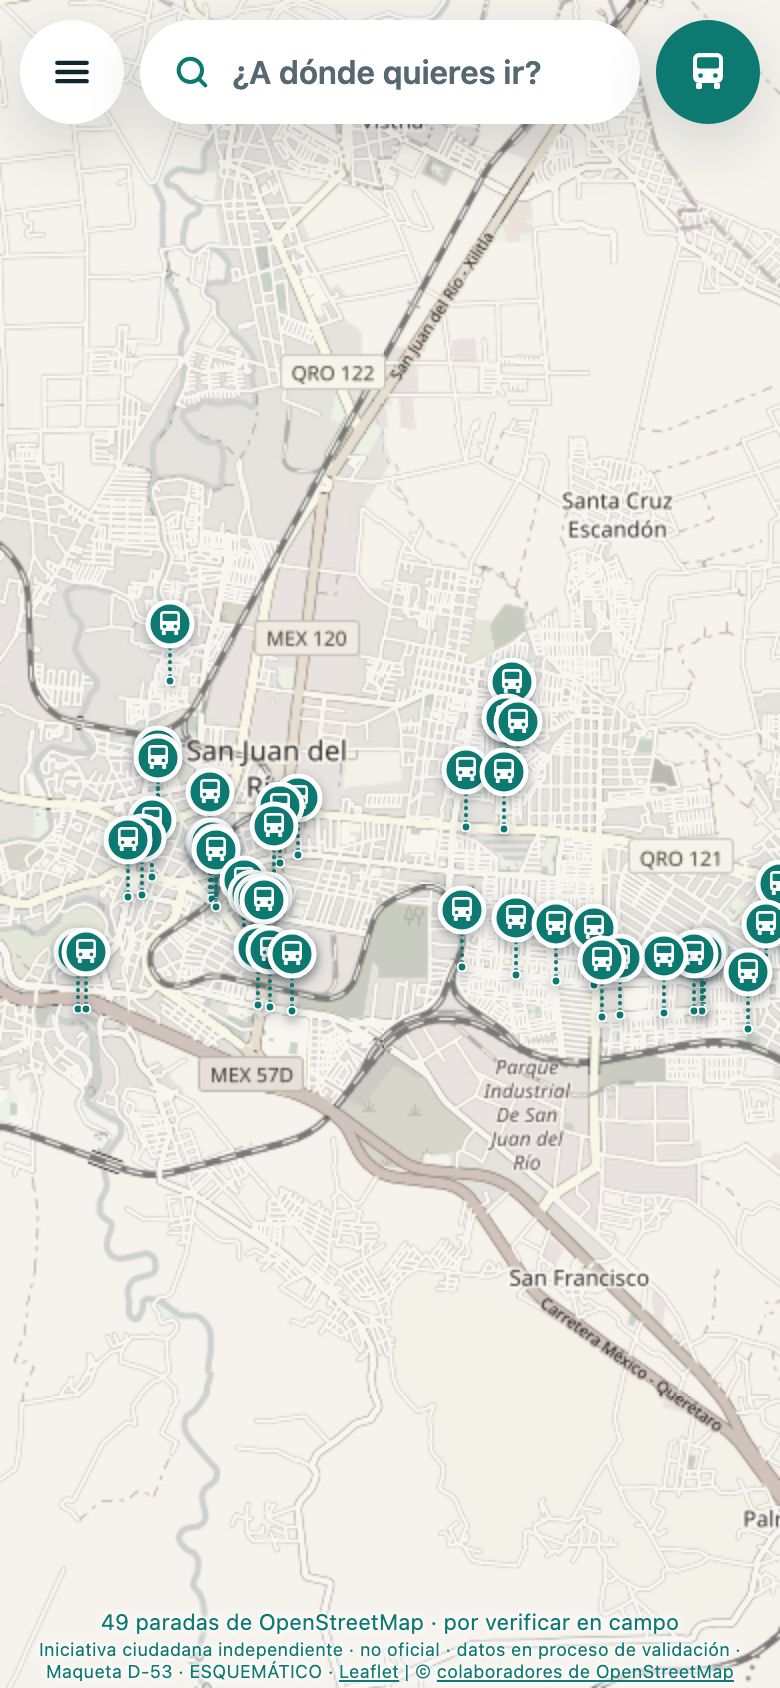 ¿A dónde quieres ir?
San Juan del Río - Xilitla
QRO 122
Santa Cruz
Escandón
MEX 120
San Juan del
QRO 121
MEX 57D
Parque
Industrial
De San
Juan del
Río
San Francisco
Carretera México - Querétaro
49 paradas de OpenStreetMap · por verificar en campo
Iniciativa ciudadana independiente · no oficial · datos en proceso de validación ·
Maqueta D-53 · ESQUEMÁTICO · Leaflet | © colaboradores de OpenStreetMap